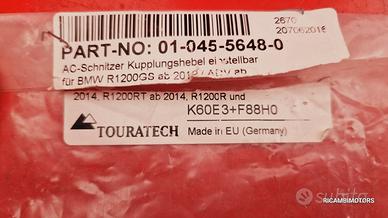 2670
207062018
PART-NO: 01-045-5648-0
AC-Schnitzer Kupplungshebel einstellbar
für BMW R1200GS ab 2013 / ADV ab
2014, R1200RT ab 2014, R1200R und
K60E3+F88H0
TOURATECH
Made in EU (Germany)
subito
RICAMBIMOTORS